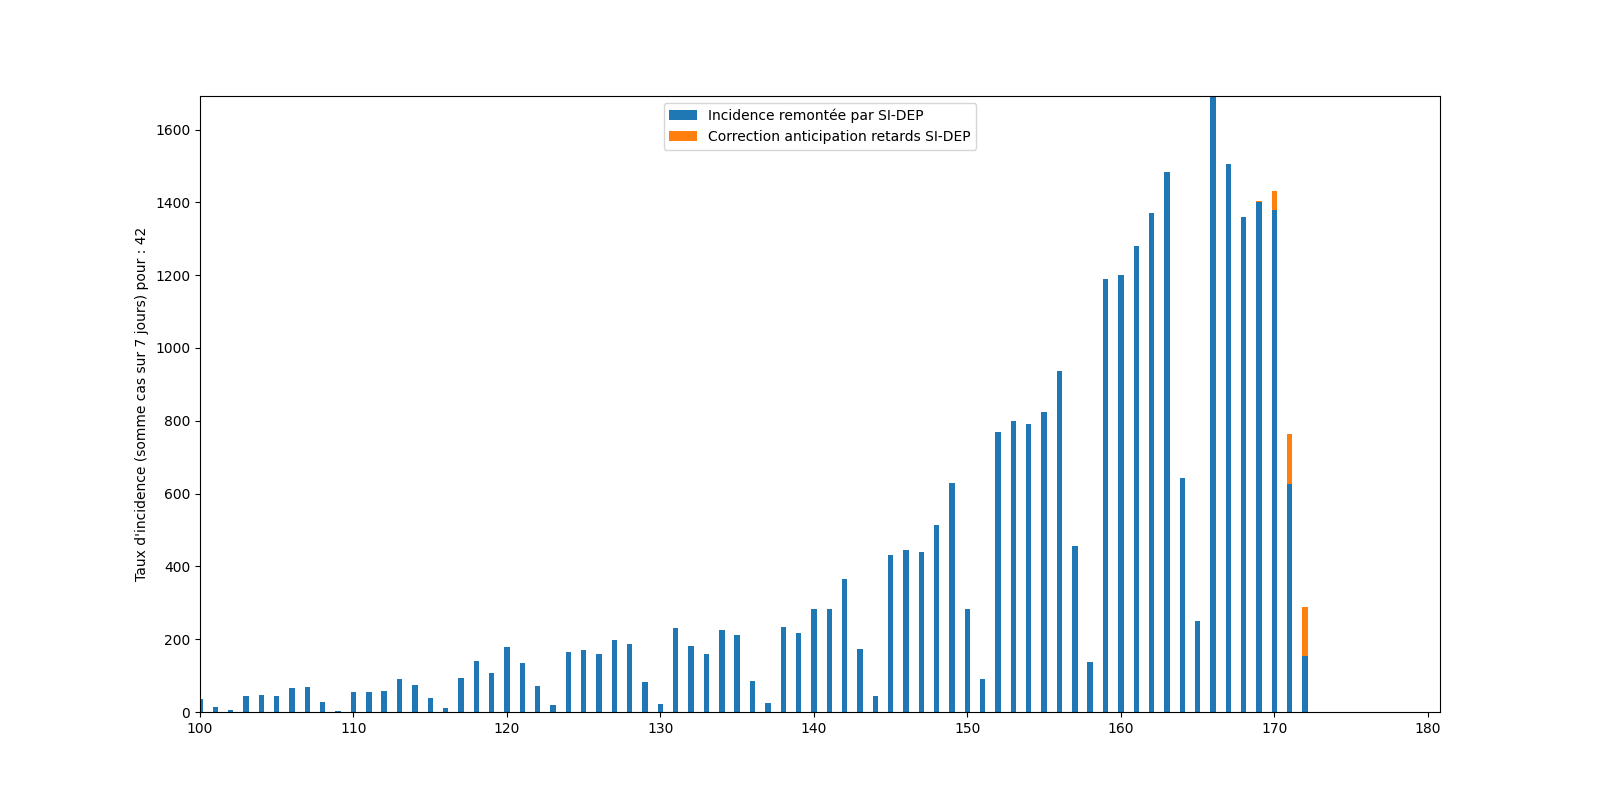 Incidence remontée par SI-DEP
Correction anticipation retards SI-DEP
Taux d'incidence (somme cas sur 7 jours) pour : 42
1600
1400
1200
1000
800
600
400
200
0
100 110 120 130 140 150 160 170 180